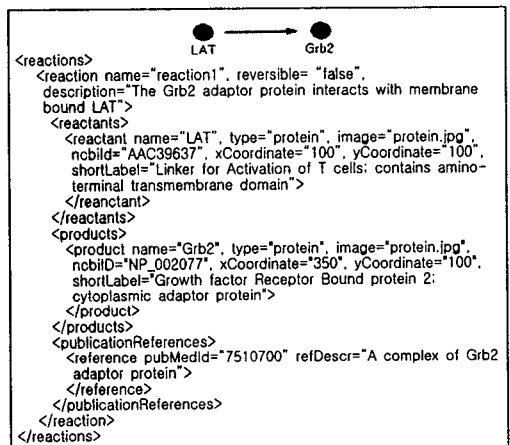 LAT Grb2
<reactions>
<reaction name="reaction1", reversible= "false",
description="The Grb2 adaptor protein interacts with membrane
bound LAT">
<reactants>
<reactant name="LAT", type="protein", image="protein.jpg",
ncbiId="AAC39637", xCoordinate="100", yCoordinate="100",
shortLabel="Linker for Activation of T cells; contains amino-
terminal transmembrane domain">
</reanctant>
</reactants>
<products>
<product name="Grb2", type="protein", image="protein.jpg",
ncbiID="NP_002077", xCoordinate="350", yCoordinate="100",
shortLabel="Growth factor Receptor Bound protein 2;
cytoplasmic adaptor protein">
</product>
</products>
<publicationReferences>
<reference pubMedId="7510700" refDescr="A complex of Grb2
adaptor protein">
</reference>
</publicationReferences>
</reaction>
</reactions>